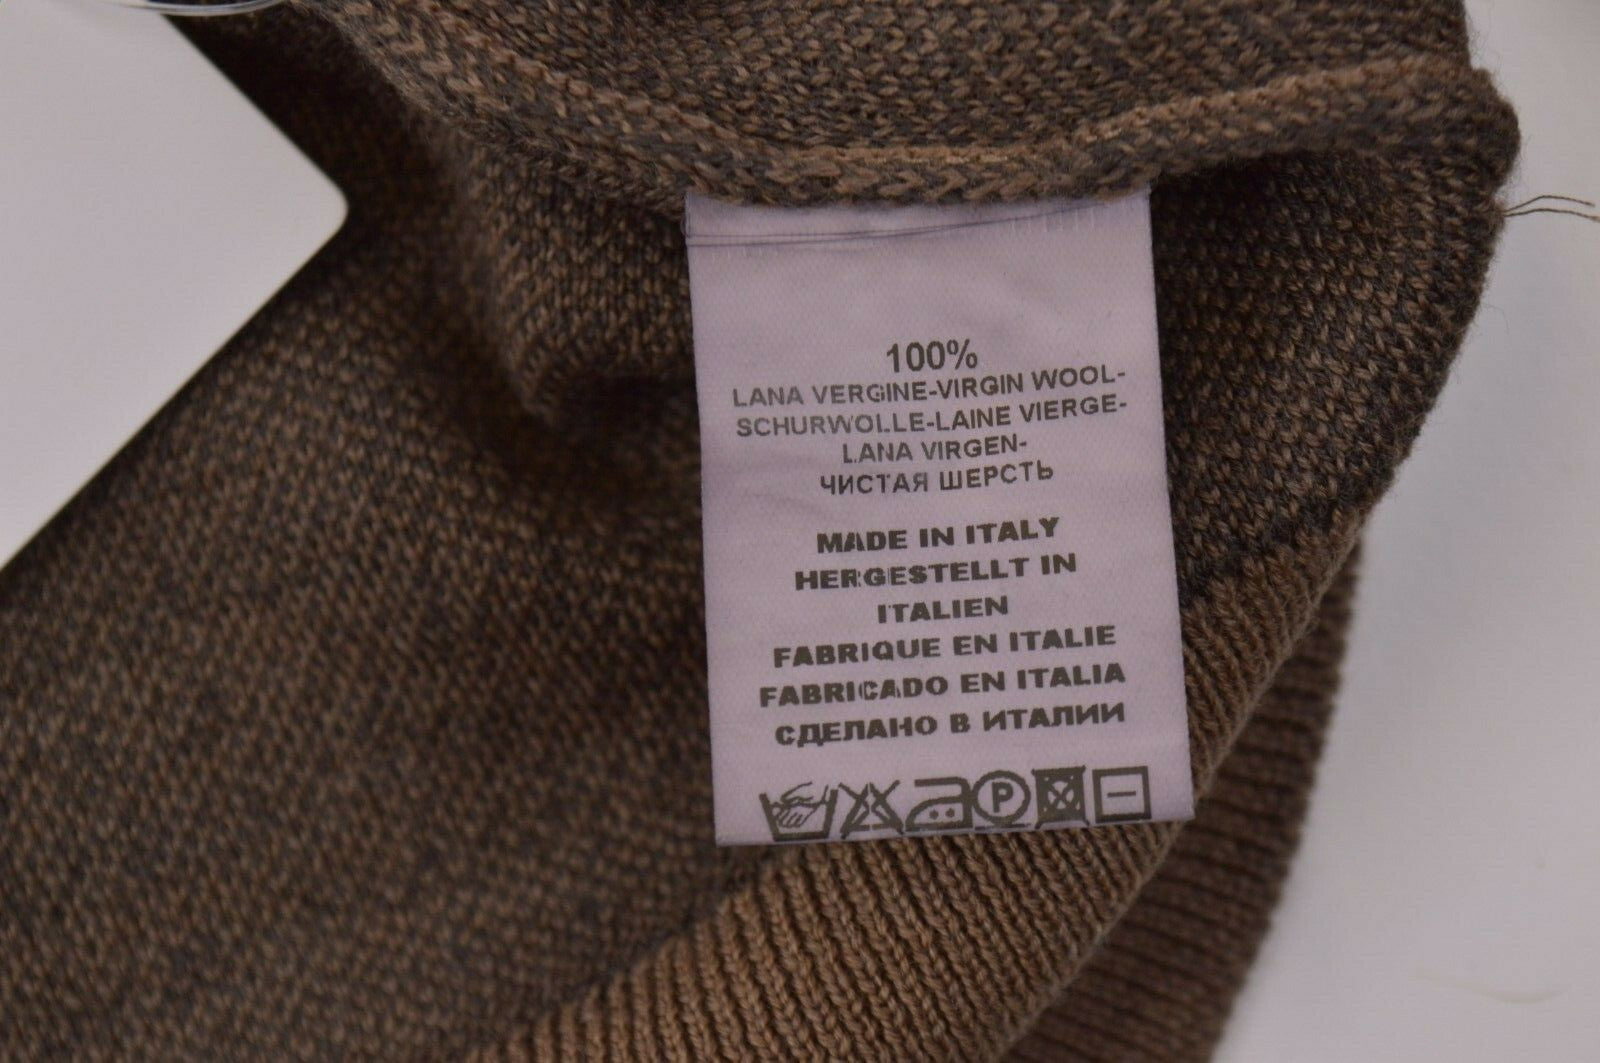 100%
LANA VERGINE-VIRGIN WOOL-
SCHURWOLLE-LAINE VIERGE-
LANA VIRGEN-
ЧИСТАЯ ШЕРСТЬ
MADE IN ITALY
HERGESTELLT IN
ITALIEN
FABRIQUE EN ITALIE
FABRICADO EN ITALIA
СДЕЛАНО В ИТАЛИИ
P